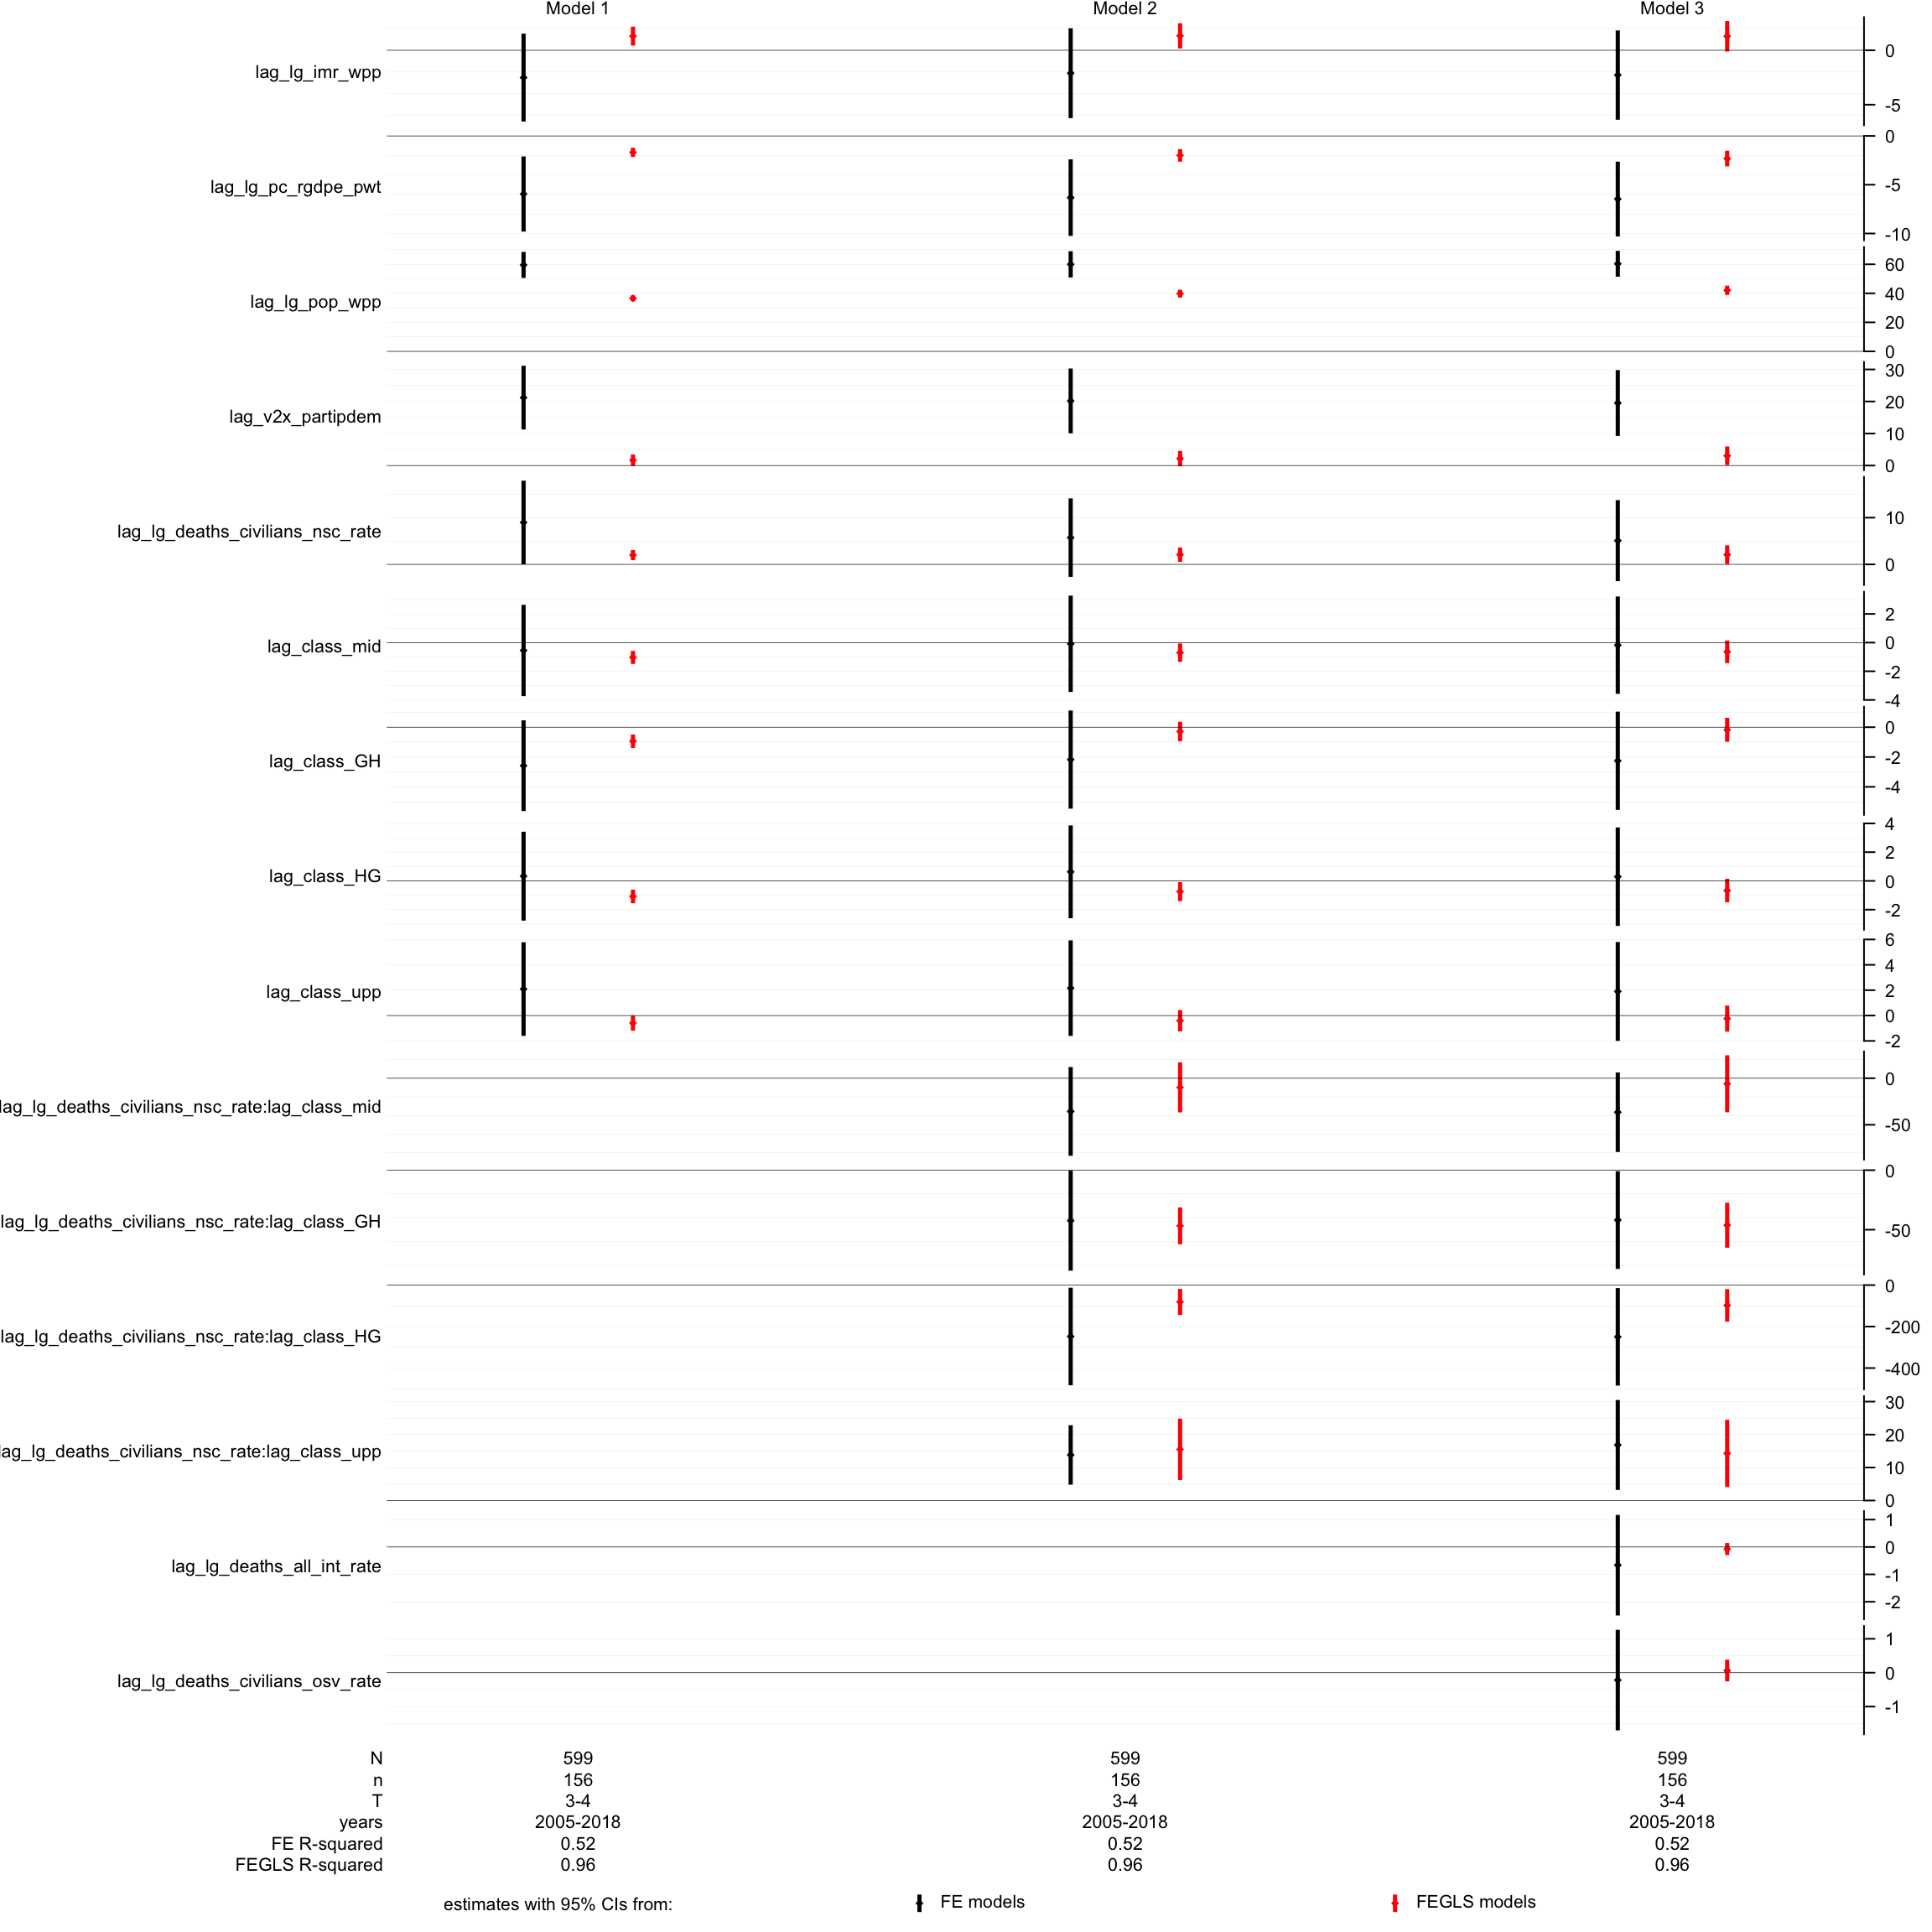 Model 1 Model 2 Model 3
lag_lg_imr_wpp
0
-5
lag_lg_pc_rgdpe_pwt
0
-5
-10
lag_lg_pop_wpp
60
40
20
0
lag_v2x_partipdem
30
20
10
0
lag_lg_deaths_civilians_nsc_rate
10
0
lag_class_mid
2
0
-2
-4
lag_class_GH
0
-2
-4
lag_class_HG
4
2
0
-2
lag_class_upp
6
4
2
0
-2
lag_lg_deaths_civilians_nsc_rate:lag_class_mid
0
-50
lag_lg_deaths_civilians_nsc_rate:lag_class_GH
0
-50
lag_lg_deaths_civilians_nsc_rate:lag_class_HG
0
-200
-400
lag_lg_deaths_civilians_nsc_rate:lag_class_upp
30
20
10
0
lag_lg_deaths_all_int_rate
1
0
-1
-2
lag_lg_deaths_civilians_osv_rate
1
0
-1
N 599 599 599
n 156 156 156
T 3-4 3-4 3-4
years 2005-2018 2005-2018 2005-2018
FE R-squared 0.52 0.52 0.52
FEGLS R-squared 0.96 0.96 0.96
estimates with 95% CIs from: FE models FEGLS models